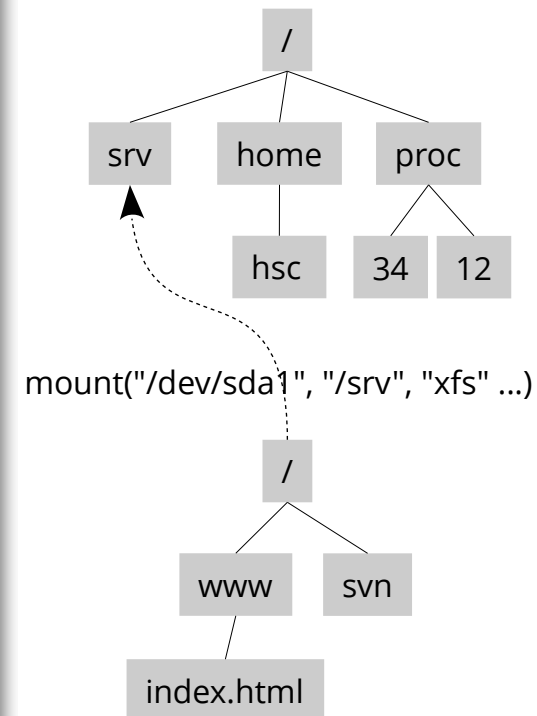 /
srv home proc
hsc 34 12
mount("/dev/sda1", "/srv", "xfs" ...)
/
www svn
index.html